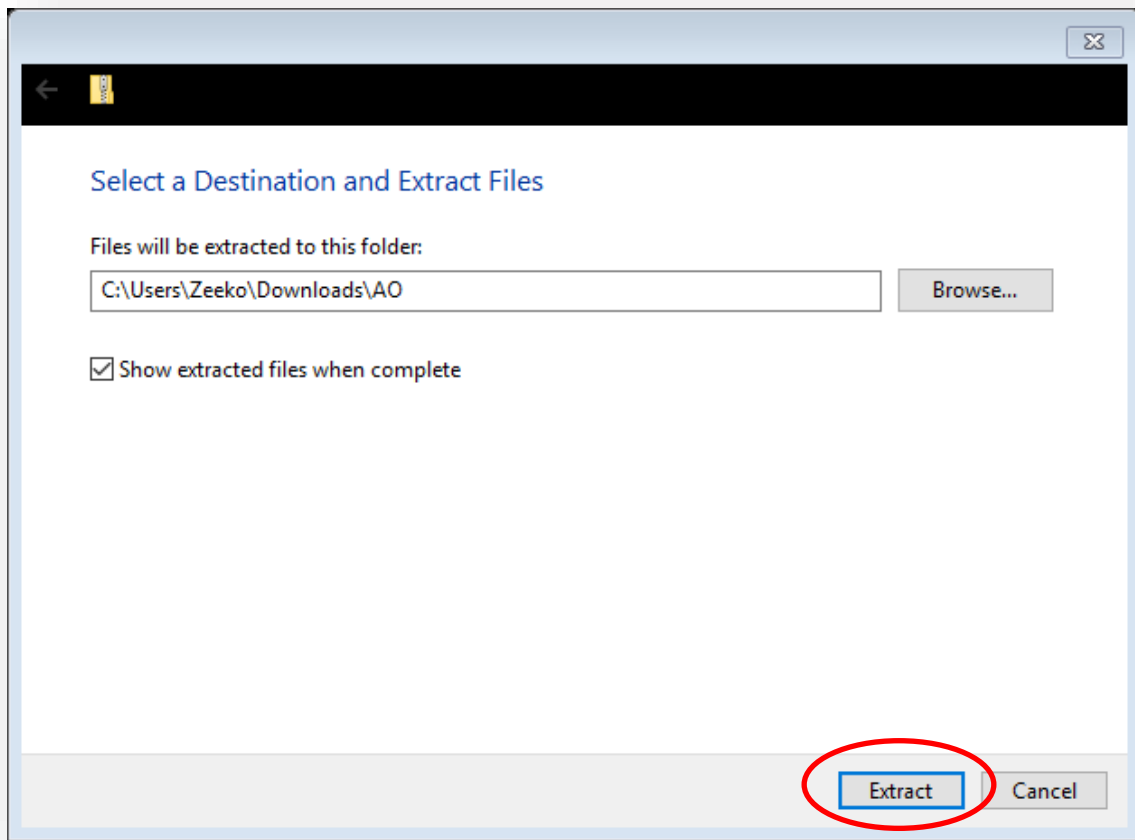 Select a Destination and Extract Files
Files will be extracted to this folder:
C:\Users\Zeeko\Downloads\AO
Browse...
Show extracted files when complete
Extract
Cancel